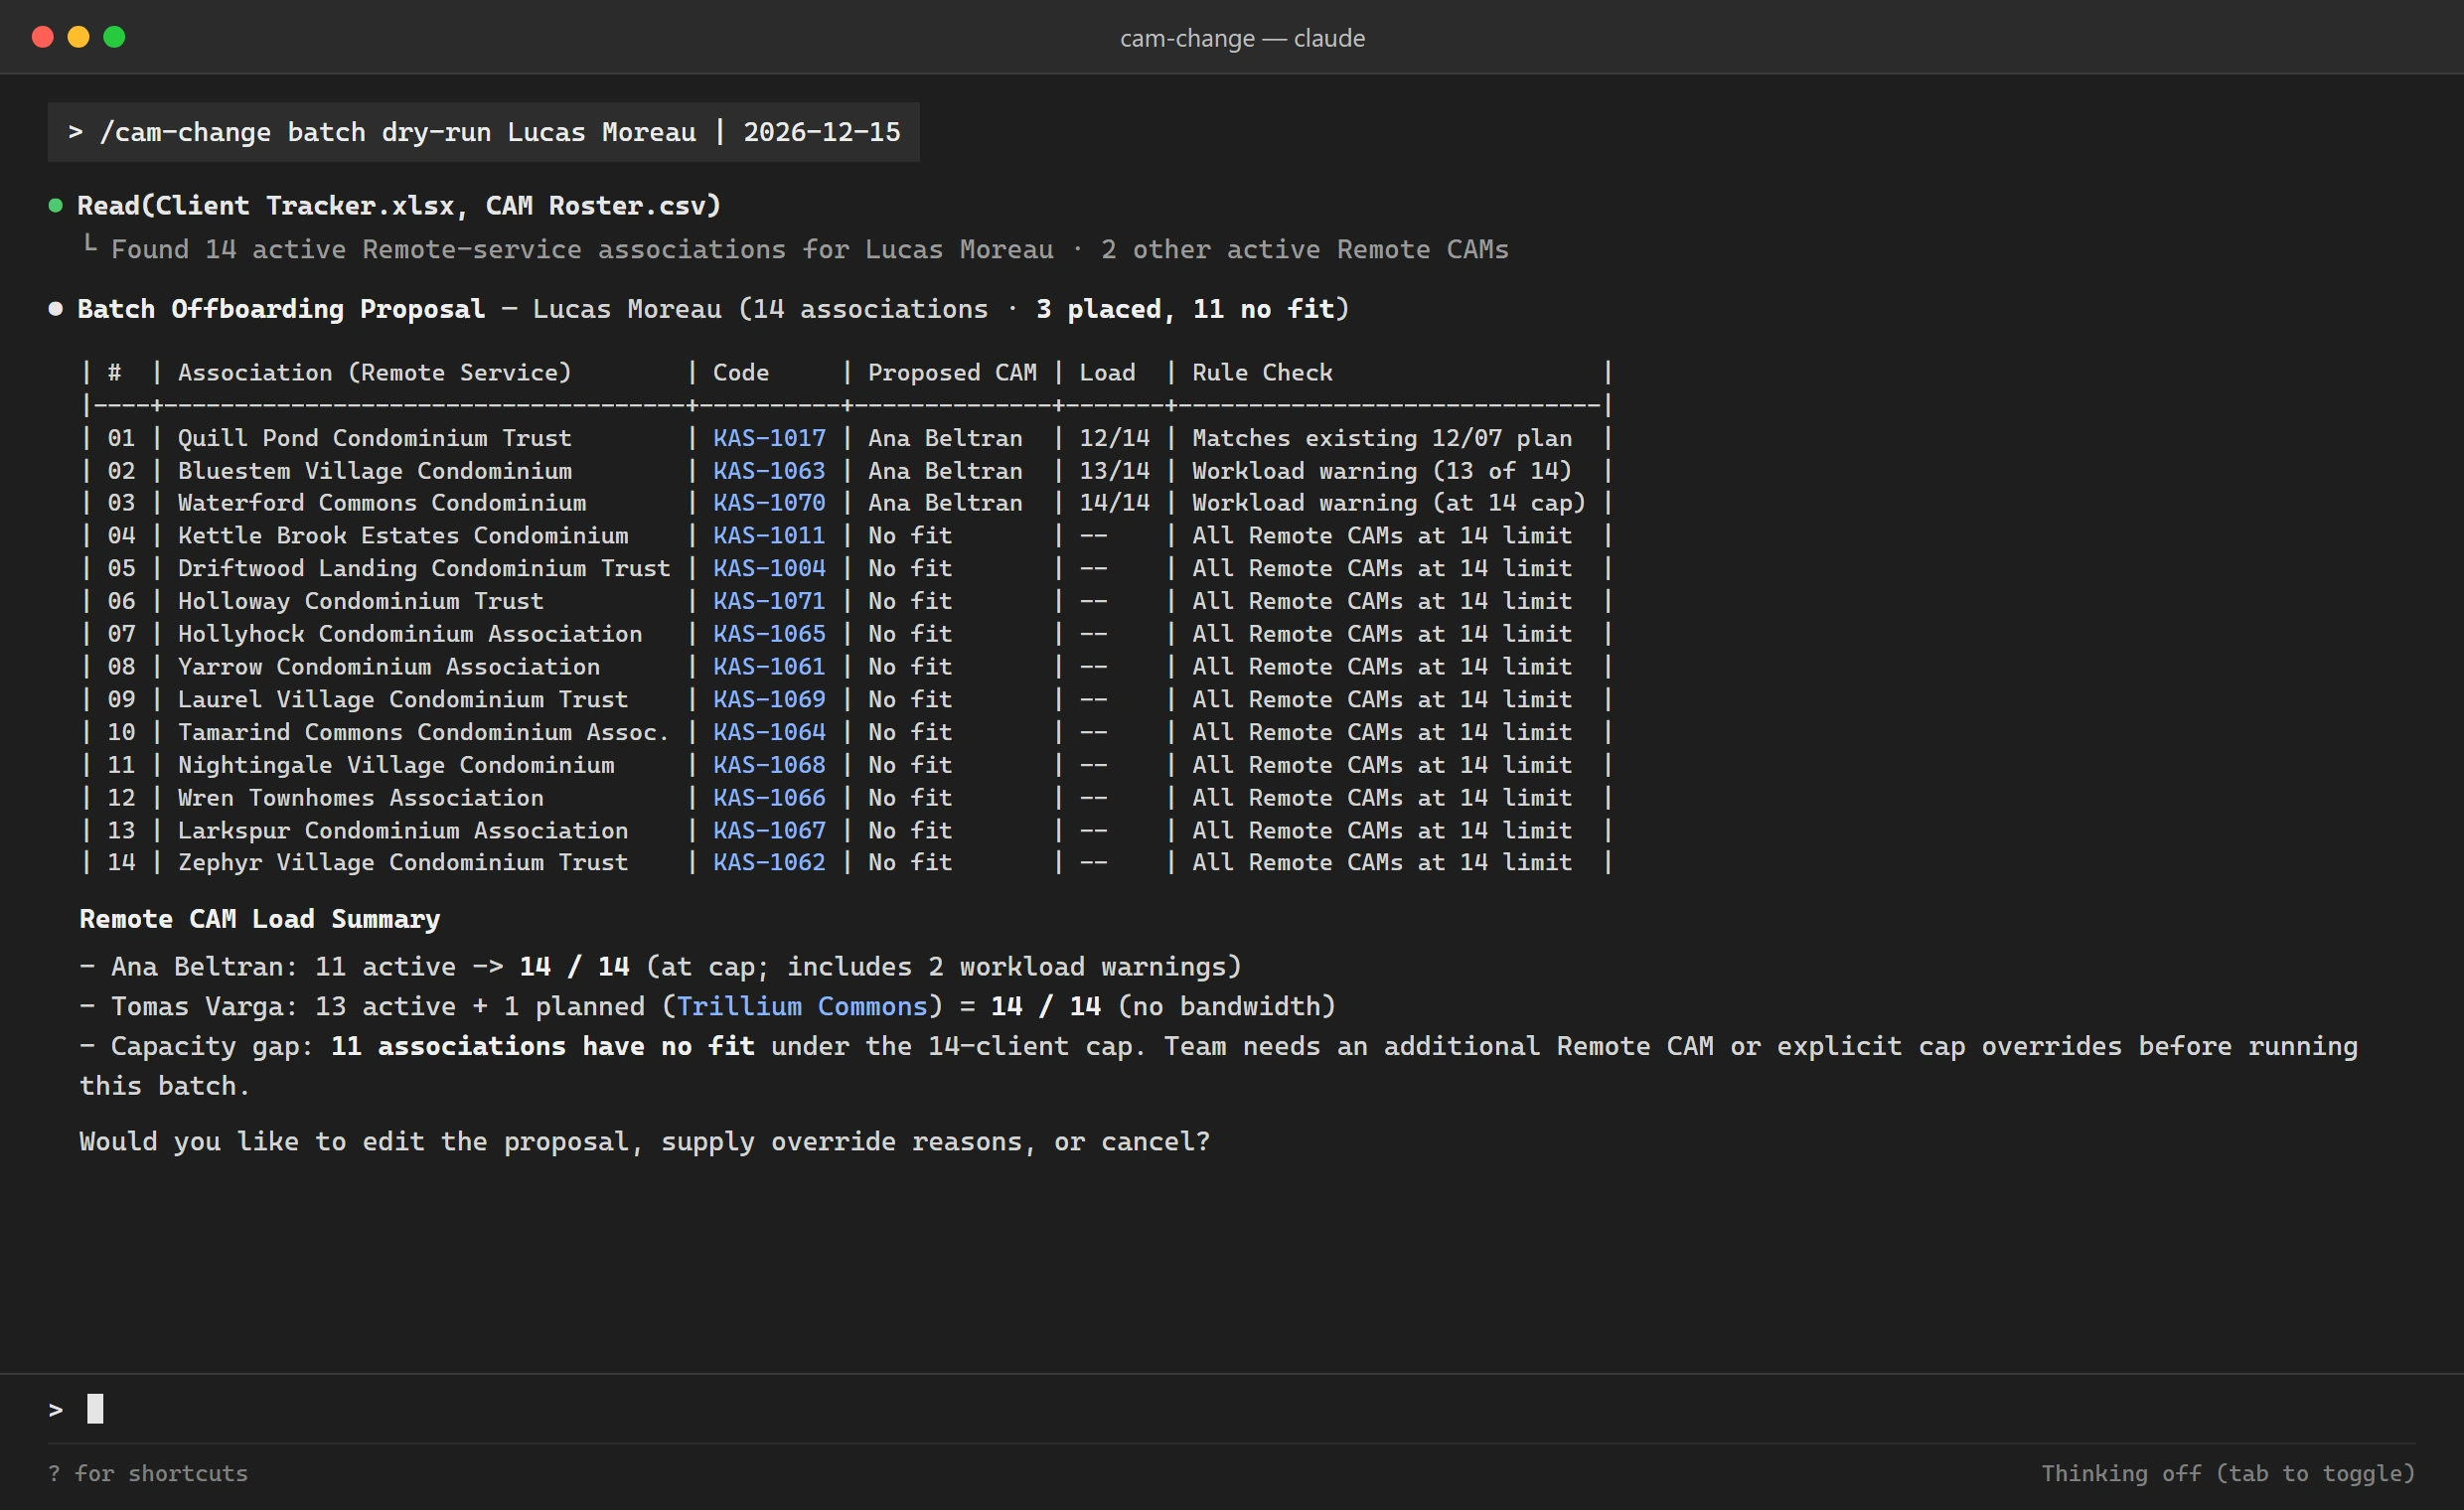 cam-change — claude
> /cam-change batch dry-run Lucas Moreau | 2026-12-15
● Read(Client Tracker.xlsx, CAM Roster.csv)
└ Found 14 active Remote-service associations for Lucas Moreau · 2 other active Remote CAMs
● Batch Offboarding Proposal — Lucas Moreau (14 associations · 3 placed, 11 no fit)
| # | Association (Remote Service) | Code | Proposed CAM | Load | Rule Check |
|----+-------------------------------------+----------+--------------+-------+------------------------------|
| 01 | Quill Pond Condominium Trust | KAS-1017 | Ana Beltran | 12/14 | Matches existing 12/07 plan |
| 02 | Bluestem Village Condominium | KAS-1063 | Ana Beltran | 13/14 | Workload warning (13 of 14) |
| 03 | Waterford Commons Condominium | KAS-1070 | Ana Beltran | 14/14 | Workload warning (at 14 cap) |
| 04 | Kettle Brook Estates Condominium | KAS-1011 | No fit | -- | All Remote CAMs at 14 limit |
| 05 | Driftwood Landing Condominium Trust | KAS-1004 | No fit | -- | All Remote CAMs at 14 limit |
| 06 | Holloway Condominium Trust | KAS-1071 | No fit | -- | All Remote CAMs at 14 limit |
| 07 | Hollyhock Condominium Association | KAS-1065 | No fit | -- | All Remote CAMs at 14 limit |
| 08 | Yarrow Condominium Association | KAS-1061 | No fit | -- | All Remote CAMs at 14 limit |
| 09 | Laurel Village Condominium Trust | KAS-1069 | No fit | -- | All Remote CAMs at 14 limit |
| 10 | Tamarind Commons Condominium Assoc. | KAS-1064 | No fit | -- | All Remote CAMs at 14 limit |
| 11 | Nightingale Village Condominium | KAS-1068 | No fit | -- | All Remote CAMs at 14 limit |
| 12 | Wren Townhomes Association | KAS-1066 | No fit | -- | All Remote CAMs at 14 limit |
| 13 | Larkspur Condominium Association | KAS-1067 | No fit | -- | All Remote CAMs at 14 limit |
| 14 | Zephyr Village Condominium Trust | KAS-1062 | No fit | -- | All Remote CAMs at 14 limit |
Remote CAM Load Summary
- Ana Beltran: 11 active -> 14 / 14 (at cap; includes 2 workload warnings)
- Tomas Varga: 13 active + 1 planned (Trillium Commons) = 14 / 14 (no bandwidth)
- Capacity gap: 11 associations have no fit under the 14-client cap. Team needs an additional Remote CAM or explicit cap overrides before running
this batch.
Would you like to edit the proposal, supply override reasons, or cancel?
>
? for shortcuts
Thinking off (tab to toggle)